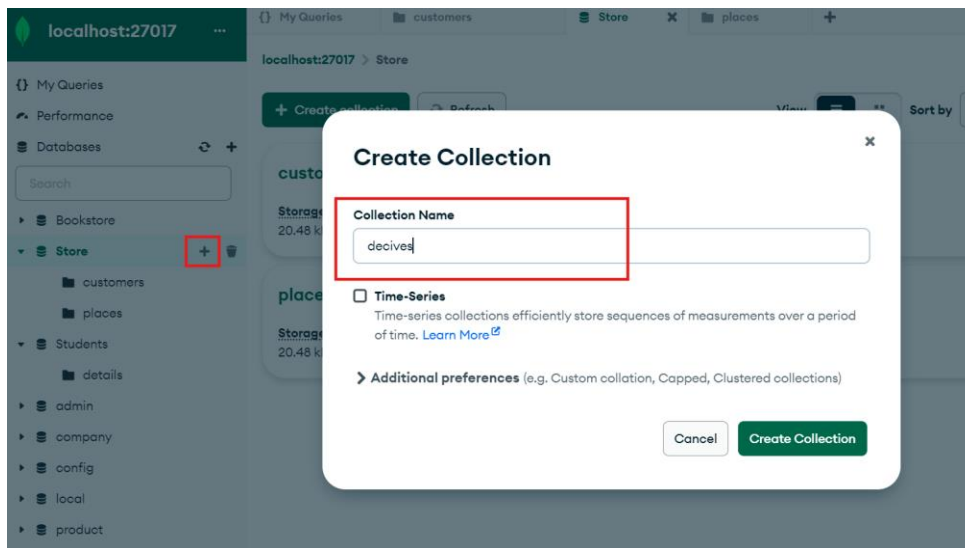 localhost:27017 ...
{} My Queries
Performance
Databases
Search
Bookstore
Store
customers
places
Students
details
admin
company
config
local
product
{} My Queries customers Store places
localhost:27017 > Store
+ Create collection Refresh View Sort by
custo
Storage
20.48 k
place
Storage
20.48 k
Create Collection
Collection Name
decives
Time-Series
Time-series collections efficiently store sequences of measurements over a period
of time. Learn More
Additional preferences (e.g. Custom collation, Capped, Clustered collections)
Cancel Create Collection